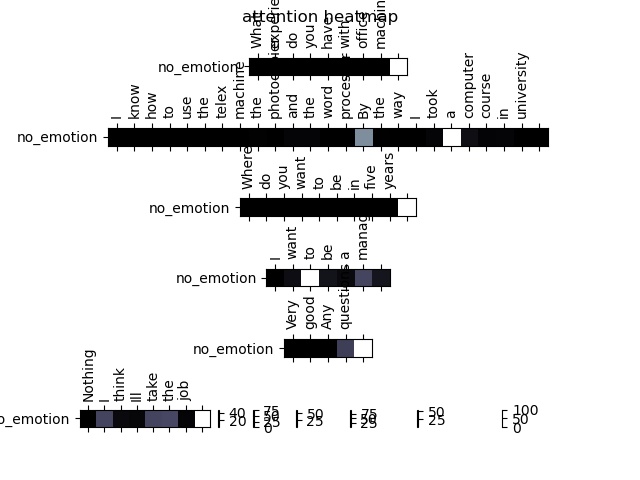 attention heatmap
What experience do you have with office machines
no_emotion
I know how to use the telex machine the and the word By the way I took a computer course in university
no_emotion
Where do you want to be in five years
no_emotion
I want to be a
no_emotion
Very good Any questions
no_emotion
Nothing I think Ill take the job
no_emotion
40 20
75 50 25 0
50 25
75 50 25
50 25
100 50 0